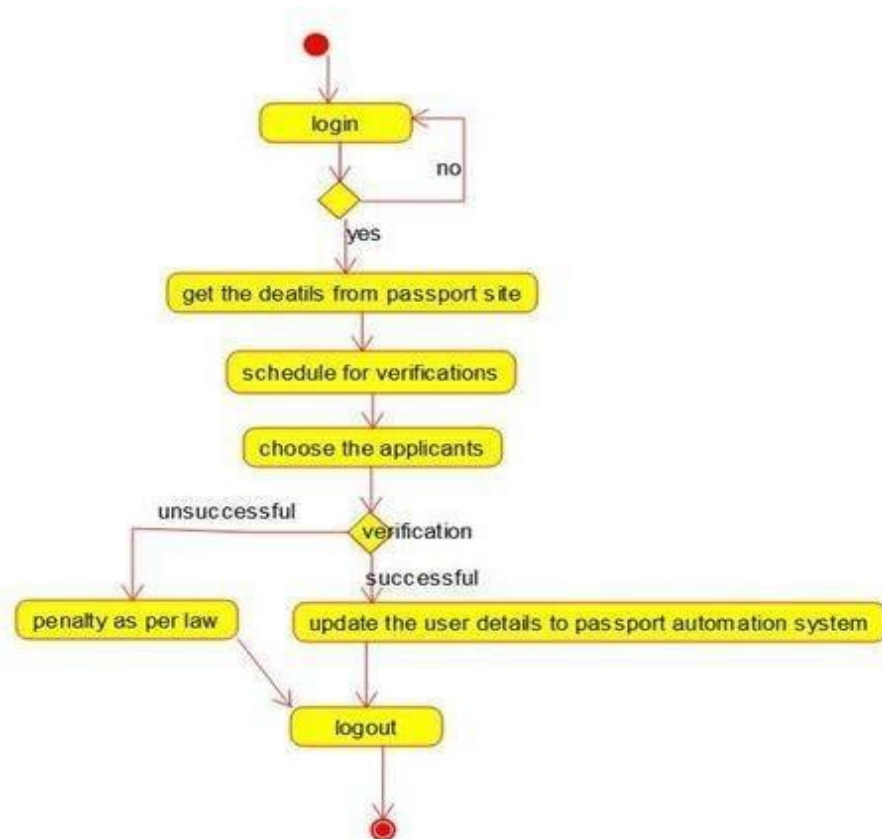 login
no
yes
get the deatils from passport site
schedule for verifications
choose the applicants
unsuccessful
verification
successful
penalty as per law
update the user details to passport automation system
logout